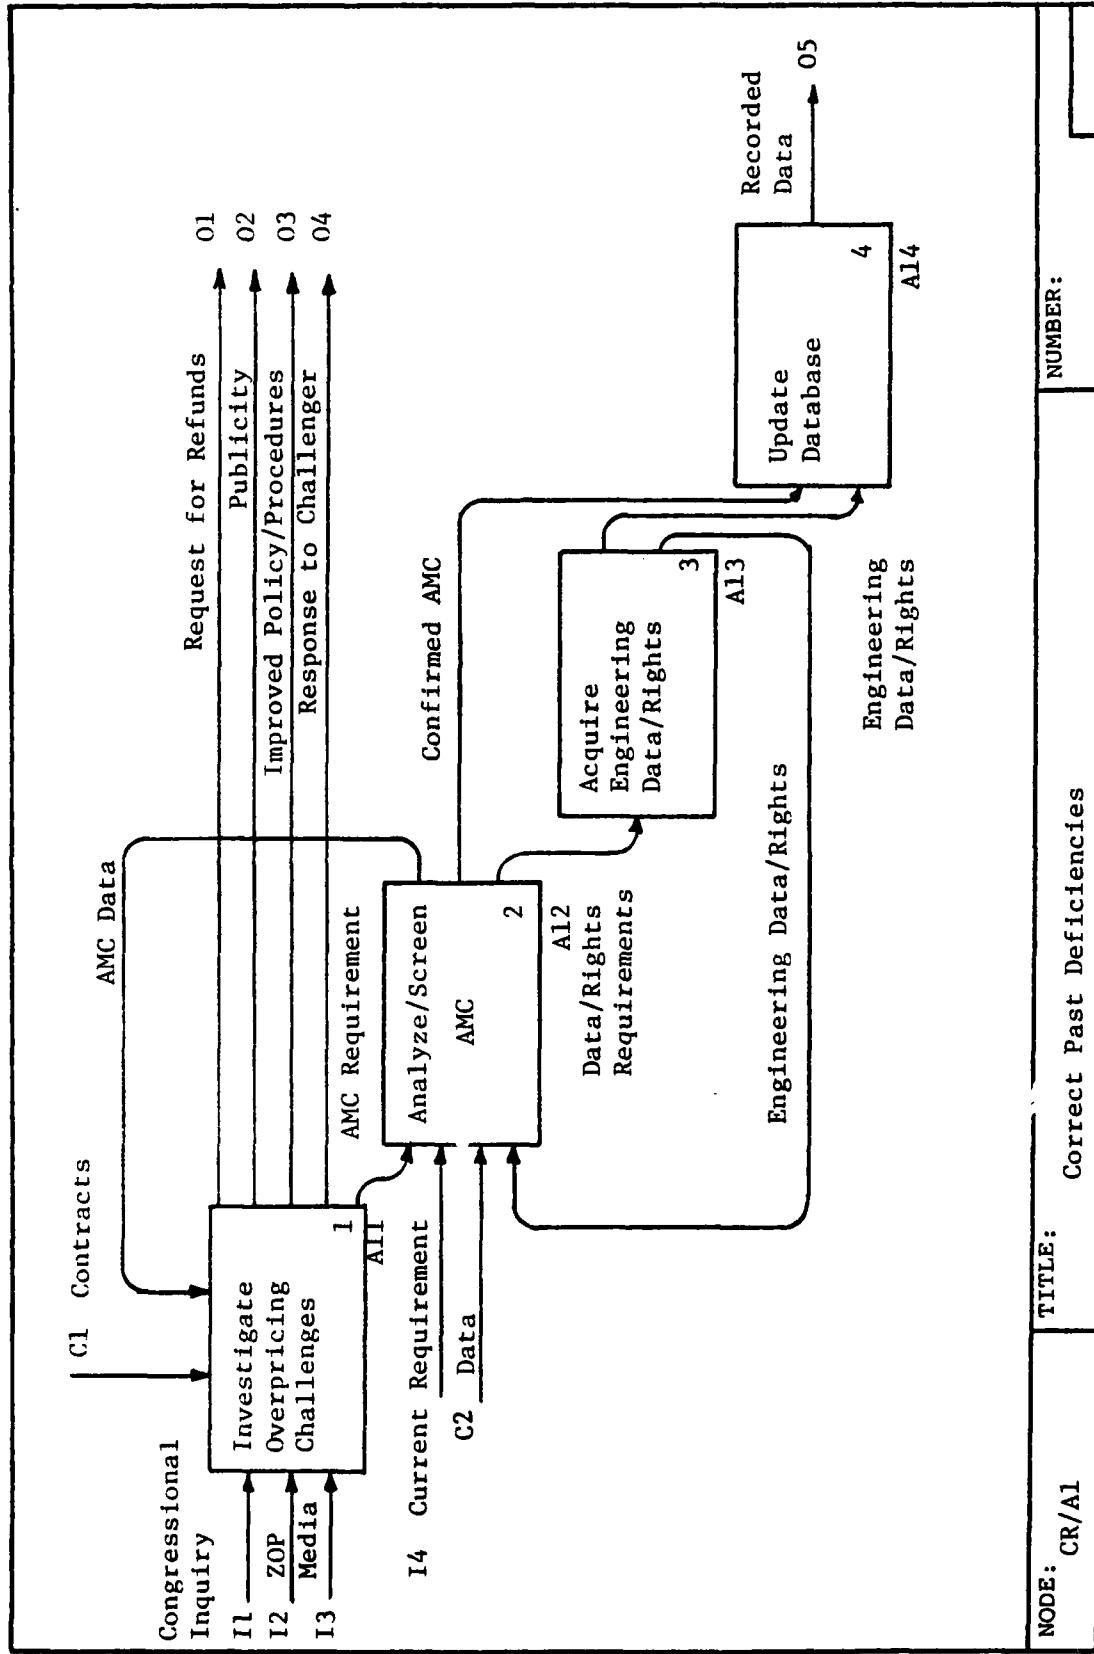 C1 Contracts
AMC Data
Congressional
Inquiry
I1
I2 ZOP
Media
I3
Investigate
Overpricing
Challenges
1
A11
Request for Refunds O1
Publicity O2
Improved Policy/Procedures O3
Response to Challenger O4
AMC Requirement
I4 Current Requirement
C2 Data
Analyze/Screen
AMC
2
A12
Data/Rights
Requirements
Confirmed AMC
Acquire
Engineering
Data/Rights
3
A13
Engineering Data/Rights
Engineering
Data/Rights
Update
Database
4
A14
Recorded
Data
O5
NODE:
CR/A1
TITLE:
Correct Past Deficiencies
NUMBER: